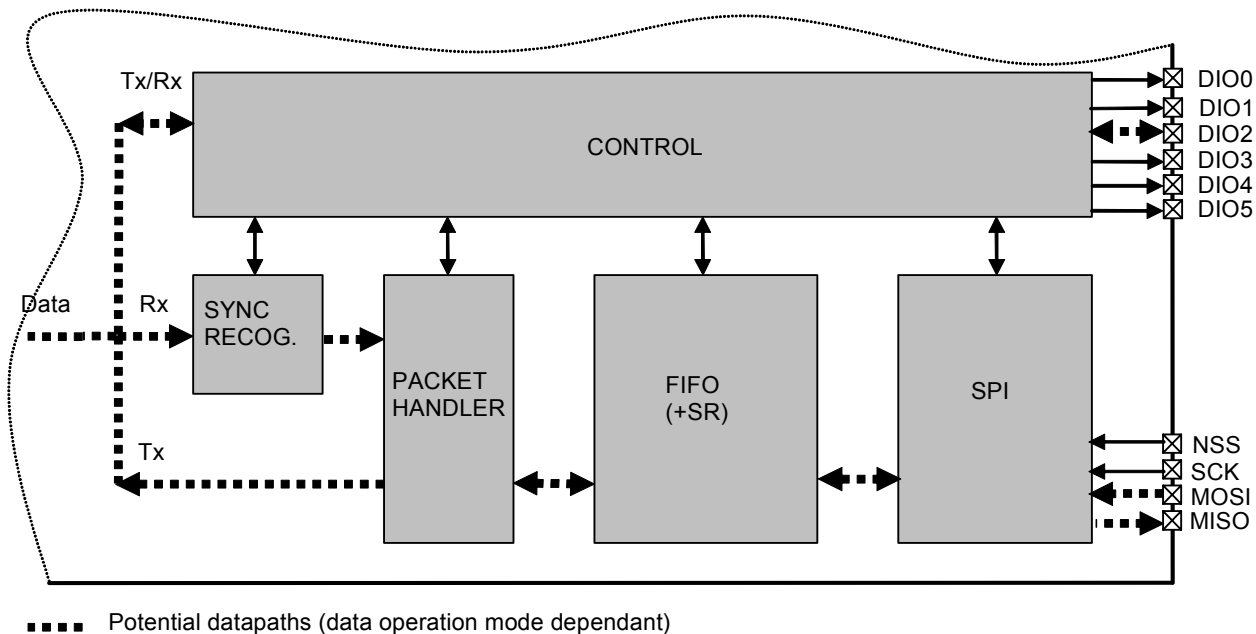 Tx/Rx
CONTROL
DIO0
DIO1
DIO2
DIO3
DIO4
DIO5
Data
Rx
SYNC
RECOG.
PACKET
HANDLER
FIFO
(+SR)
SPI
Tx
NSS
SCK
MOSI
MISO
Potential datapaths (data operation mode dependant)